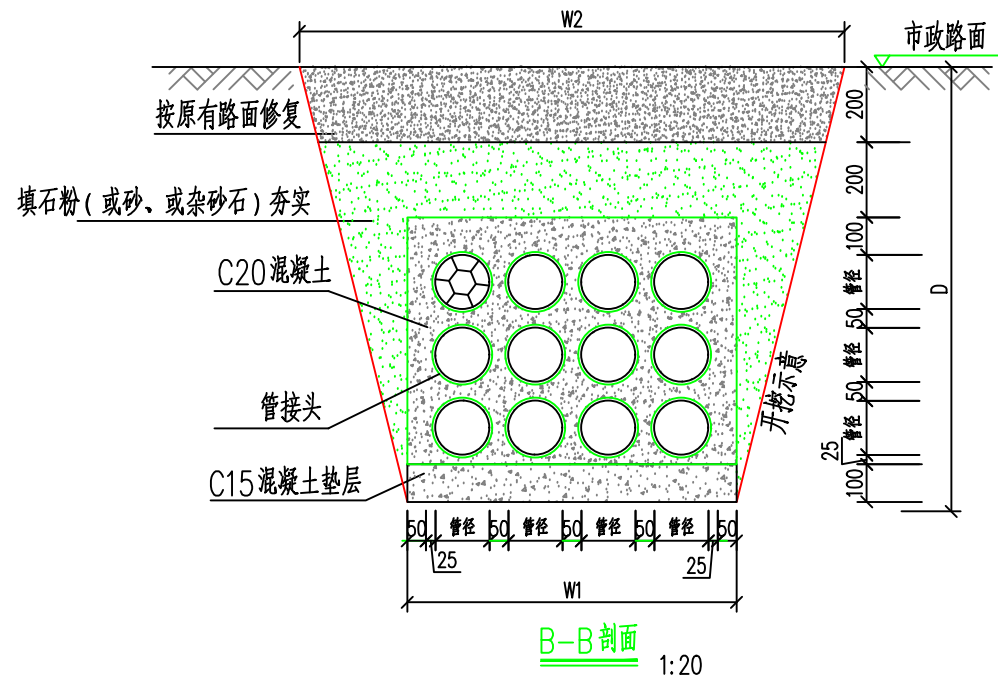 W2
市政路面
按原有路面修复
填石粉(或砂、或杂砂石)夯实
C20混凝土
管接头
C15混凝土垫层
开挖示意
200
200
100
管径
50
管径
50
管径
25
100
D
50 管径 50 管径 50 管径 50 管径 50
25 25
W1
B-B剖面 1:20